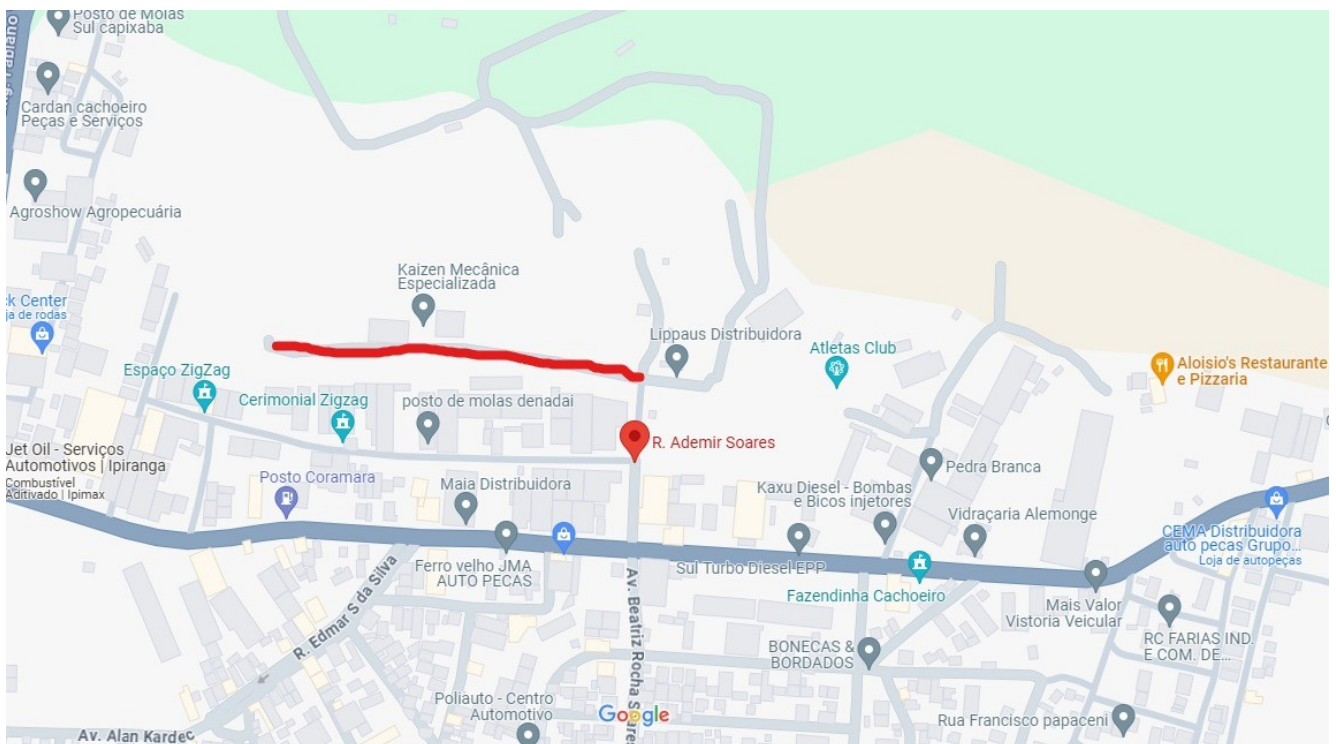 Posto de Molas
Sul capixaba
Cardan cachoeiro
Peças e Serviços
Agroshow Agropecuária
Kaizen Mecânica
Especializada
ck Center
ja de rodas
Lippaus Distribuidora
Atletas Club
Aloisio's Restaurante
e Pizzaria
Espaço ZigZag
Cerimonial Zigzag
posto de molas denadai
R. Ademir Soares
Jet Oil - Serviços
Automotivos | Ipiranga
Combustível
Aditivado | Ipimax
Posto Coramara
Maia Distribuidora
Kaxu Diesel - Bombas
e Bicos injetores
Pedra Branca
Vidraçaria Alemonge
CEMA Distribuidora
auto peças Grupo...
Loja de autopeças
Ferro velho JMA
AUTO PEÇAS
Sul Turbo Diesel EPP
Fazendinha Cachoeiro
Mais Valor
Vistoria Veicular
R. Edmar S da Silva
Av. Beatriz Rocha Soares
BONECAS &
BORDADOS
RC FARIAS IND.
E COM. DE...
Poliauto - Centro
Automotivo
Google
Rua Francisco papaceni
Av. Alan Kardec